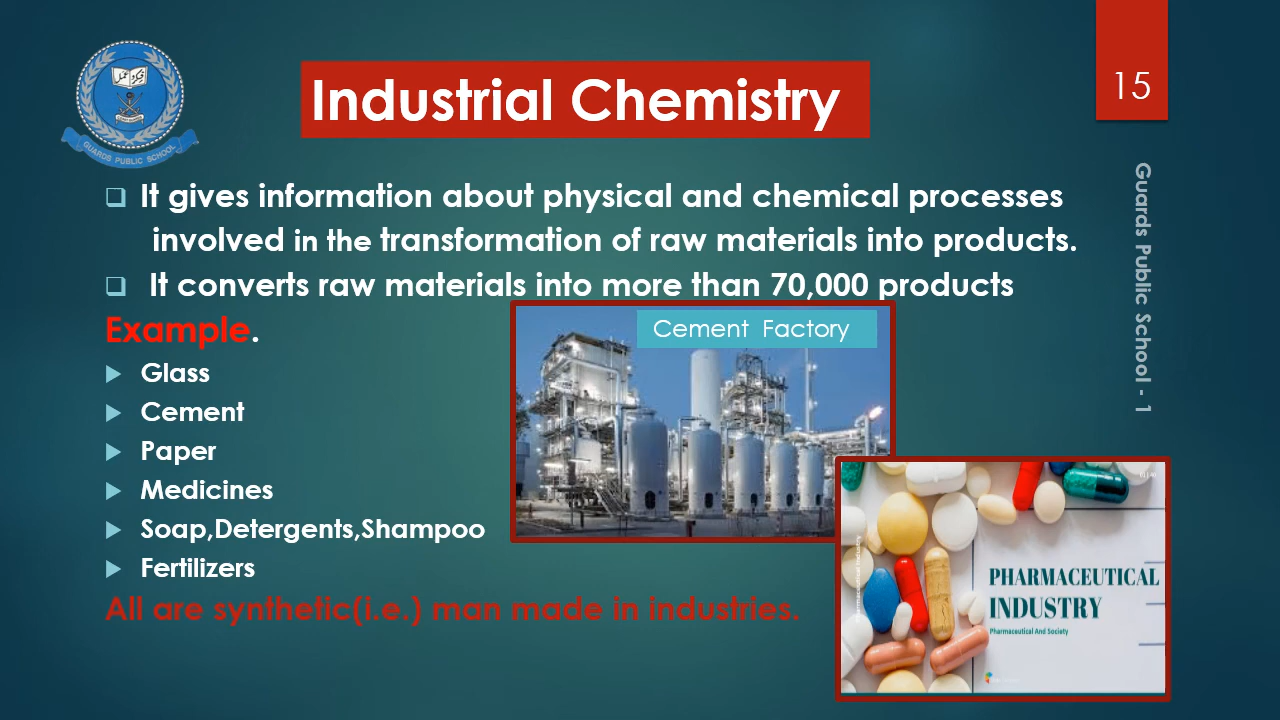 Industrial Chemistry
15
GUARDS PUBLIC SCHOOL
Guards Public School - 1
❑ It gives information about physical and chemical processes
involved in the transformation of raw materials into products.
❑ It converts raw materials into more than 70,000 products
Example.
Glass
Cement
Paper
Medicines
Soap,Detergents,Shampoo
Fertilizers
All are synthetic(i.e.) man made in industries.
Cement Factory
PHARMACEUTICAL
INDUSTRY
Pharmaceutical And Society